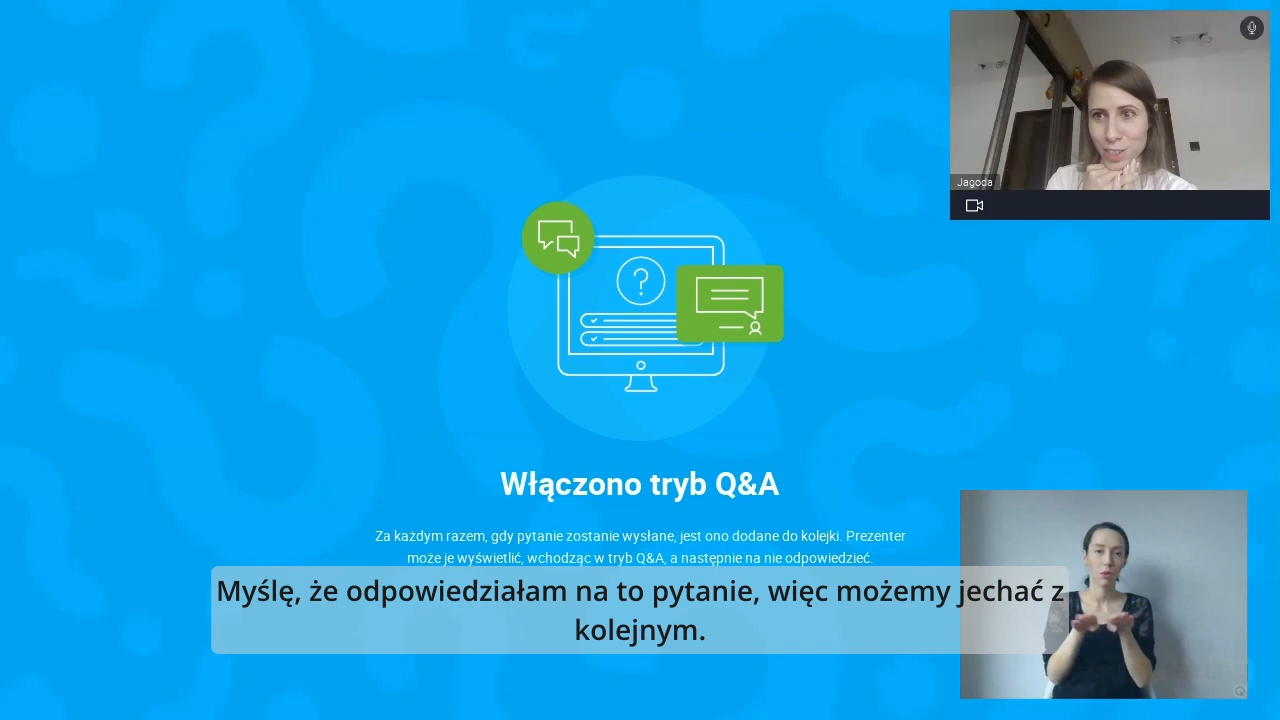 Jagoda
Włączono tryb Q&A
Za każdym razem, gdy pytanie zostanie wysłane, jest ono dodane do kolejki. Prezenter
może je wyświetlić, wchodząc w tryb Q&A, a następnie na nie odpowiedzieć.
Myślę, że odpowiedziałam na to pytanie, więc możemy jechać z
kolejnym.